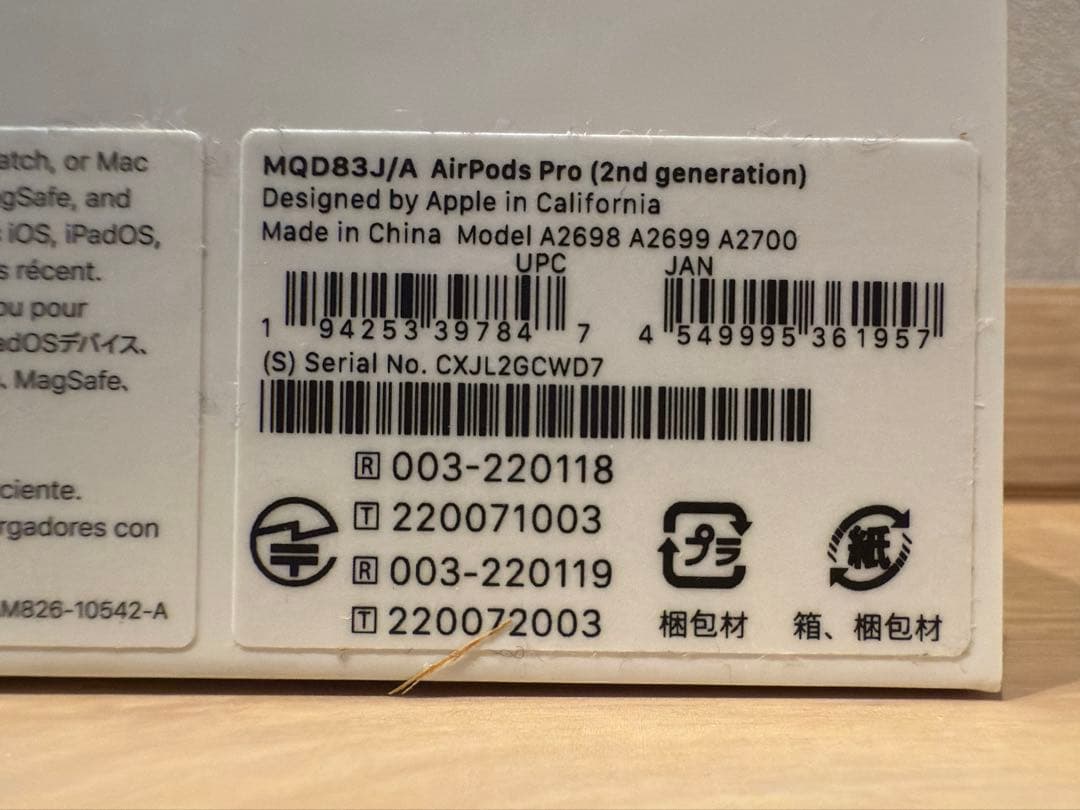 atch, or Mac
gSafe, and
iOS, iPadOS,
s récent.
ou pour
adOSデバイス、
、MagSafe、
ciente.
rgadores con
AM826-10542-A
MQD83J/A AirPods Pro (2nd generation)
Designed by Apple in California
Made in China Model A2698 A2699 A2700
UPC JAN
1 94253 39784 7 4 549995 361957
(S) Serial No. CXJL2GCWD7
R 003-220118
T 220071003
R 003-220119
T 220072003
プラ 紙
梱包材 箱、梱包材